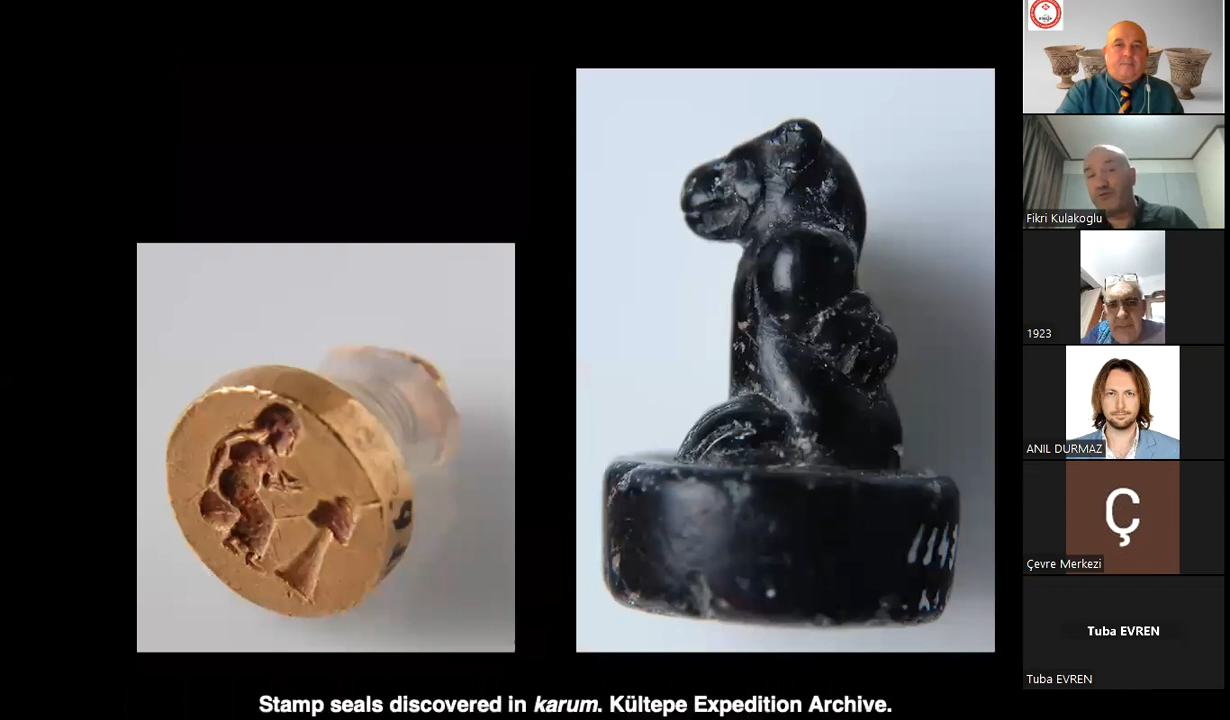 Fikri Kulakoglu
1923
ANIL DURMAZ
Ç
Çevre Merkezi
Tuba EVREN
Tuba EVREN
Stamp seals discovered in karum. Kültepe Expedition Archive.